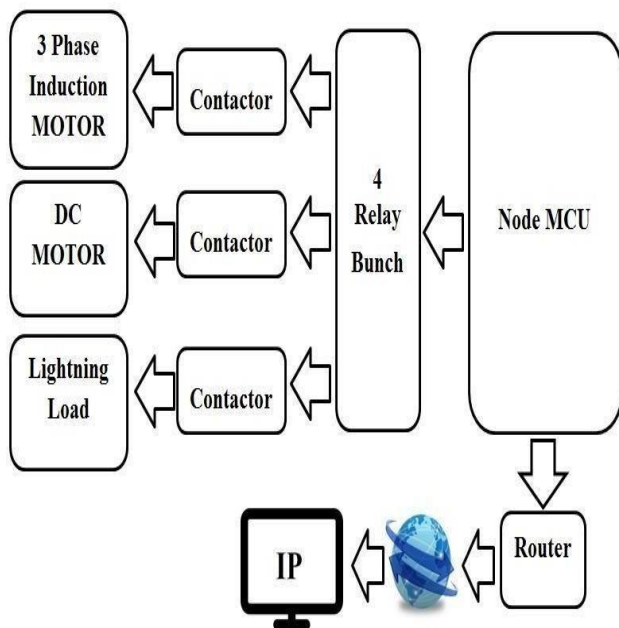 3 Phase
Induction
MOTOR
Contactor
DC
MOTOR
Contactor
Lightning
Load
Contactor
4
Relay
Bunch
Node MCU
Router
IP